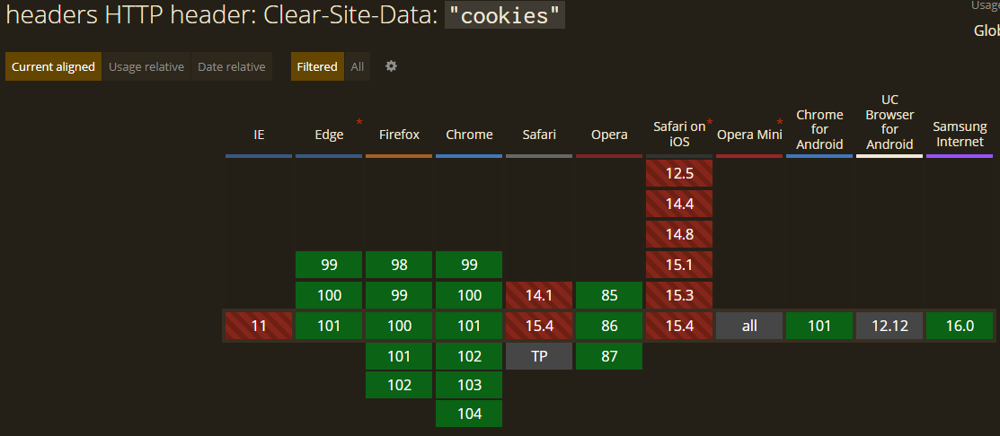 headers HTTP header: Clear-Site-Data: "cookies"
Usage
Glob
Current aligned Usage relative Date relative Filtered All
IE Edge * Firefox Chrome Safari Opera Safari on iOS * Opera Mini * Chrome for Android UC Browser for Android Samsung Internet
12.5
14.4
14.8
99 98 99 15.1
100 99 100 14.1 85 15.3
11 101 100 101 15.4 86 15.4 all 101 12.12 16.0
101 102 TP 87
102 103
104